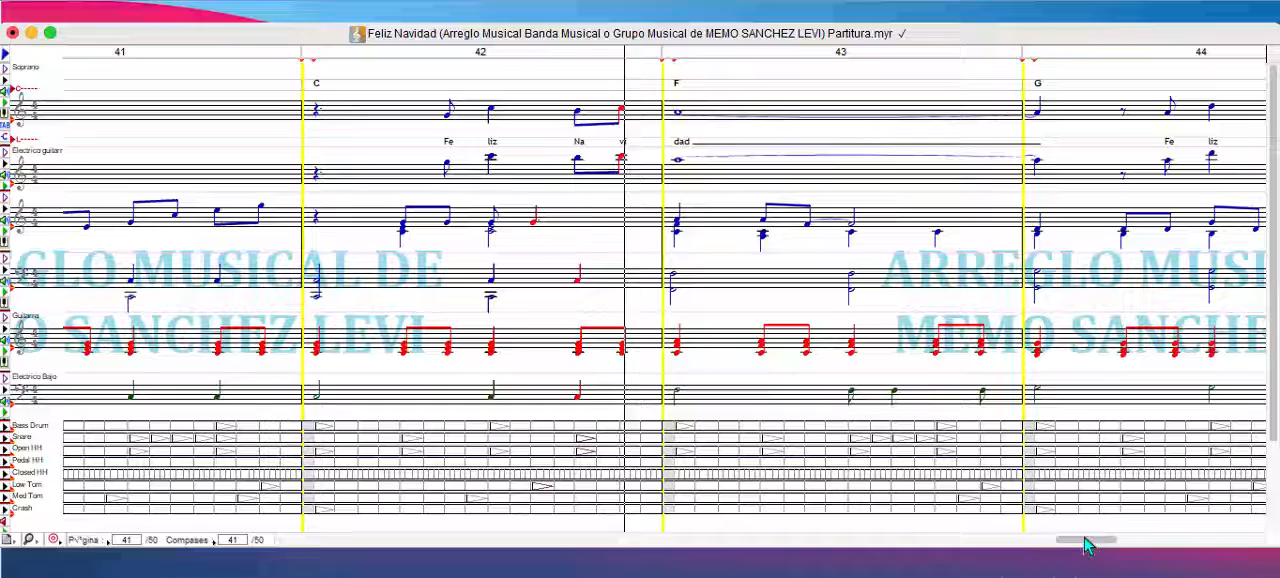 Feliz Navidad (Arreglo Musical Banda Musical o Grupo Musical de MEMO SANCHEZ LEVI) Partitura.myr ✓
41 42 43 44
Soprano
C F G
C-----
TAB
L-----
Fe liz Na vi dad Fe liz
Electrico guitarr
GLO MUSICAL DE ARREGLO MUSI
Guitarra
O SANCHEZ LEVI MEMO SANCHE
Electrico Bajo
Bass Drum
Snare
Open HH
Pedal HH
Closed HH
Low Tom
Med Tom
Crash
P√°gina : 41 /50 Compases 41 /50